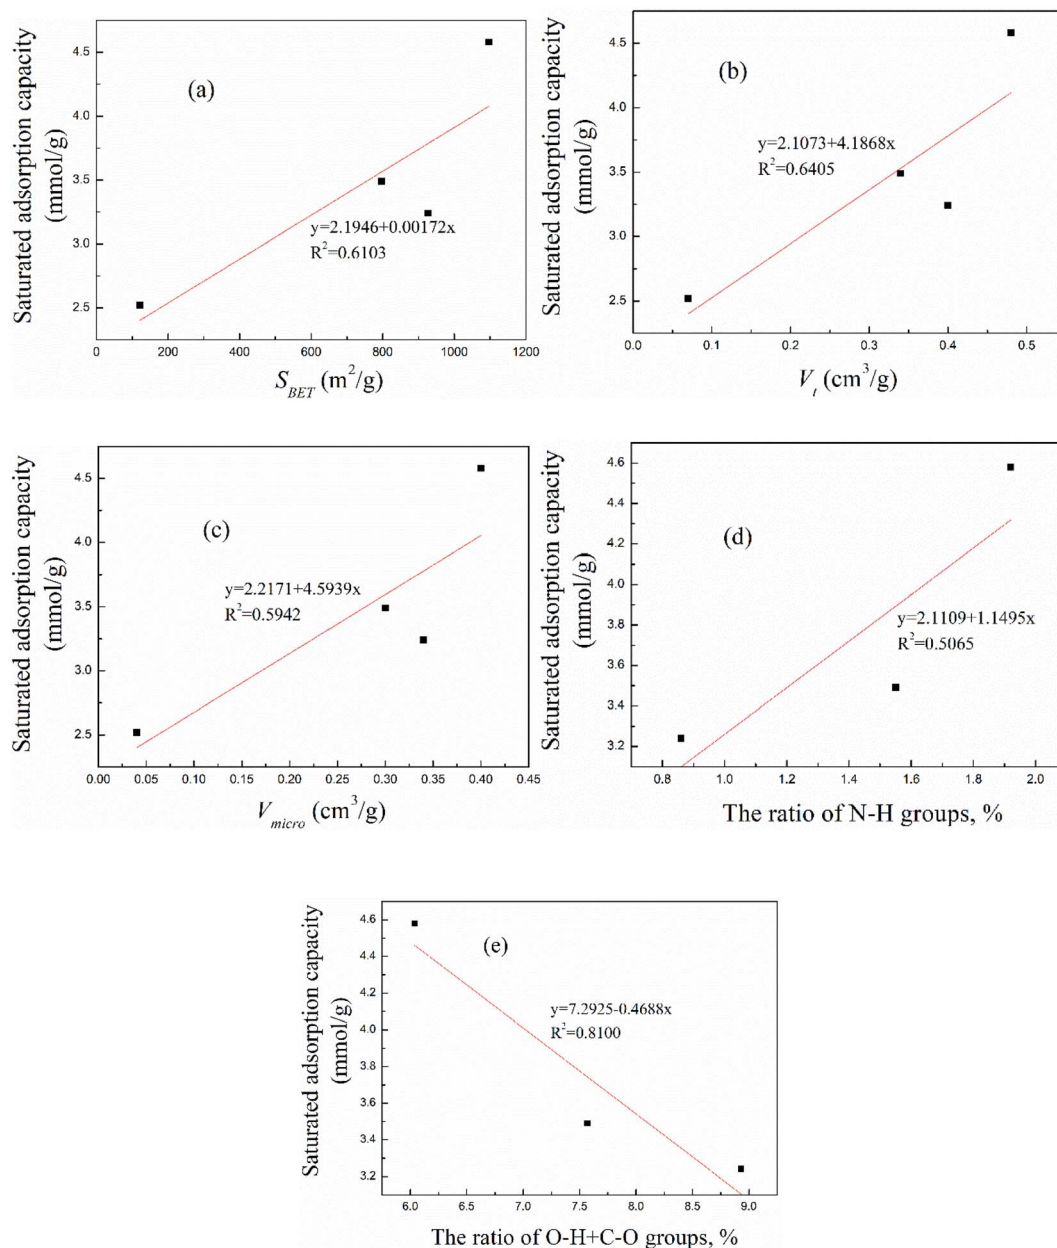 (a)
Saturated adsorption capacity
(mmol/g)
4.5
4.0
3.5
3.0
2.5
y=2.1946+0.00172x
R²=0.6103
0 200 400 600 800 1000 1200
S_BET (m²/g)
(b)
Saturated adsorption capacity
(mmol/g)
4.5
4.0
3.5
3.0
2.5
y=2.1073+4.1868x
R²=0.6405
0.0 0.1 0.2 0.3 0.4 0.5
V_t (cm³/g)
(c)
Saturated adsorption capacity
(mmol/g)
4.5
4.0
3.5
3.0
2.5
y=2.2171+4.5939x
R²=0.5942
0.00 0.05 0.10 0.15 0.20 0.25 0.30 0.35 0.40 0.45
V_micro (cm³/g)
(d)
Saturated adsorption capacity
(mmol/g)
4.6
4.4
4.2
4.0
3.8
3.6
3.4
3.2
y=2.1109+1.1495x
R²=0.5065
0.8 1.0 1.2 1.4 1.6 1.8 2.0
The ratio of N-H groups, %
(e)
Saturated adsorption capacity
(mmol/g)
4.6
4.4
4.2
4.0
3.8
3.6
3.4
3.2
y=7.2925-0.4688x
R²=0.8100
6.0 6.5 7.0 7.5 8.0 8.5 9.0
The ratio of O-H+C-O groups, %